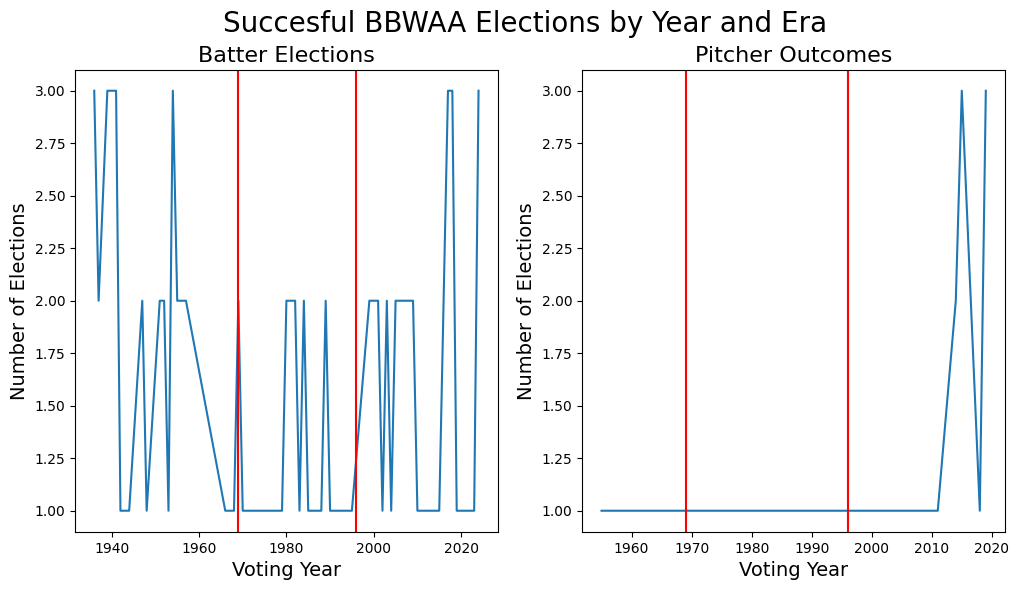 Succesful BBWAA Elections by Year and Era
Batter Elections
Number of Elections
3.00
2.75
2.50
2.25
2.00
1.75
1.50
1.25
1.00
1940 1960 1980 2000 2020
Voting Year
Pitcher Outcomes
Number of Elections
3.00
2.75
2.50
2.25
2.00
1.75
1.50
1.25
1.00
1960 1970 1980 1990 2000 2010 2020
Voting Year